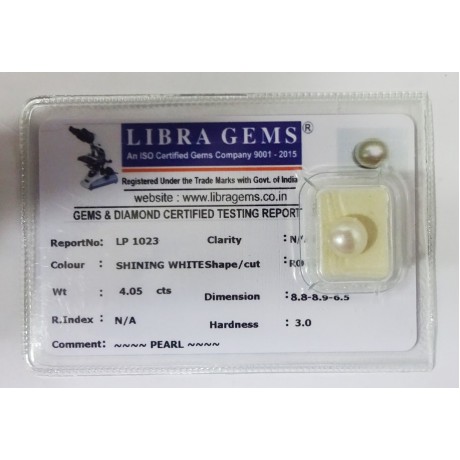 LIBRA GEMS®
An ISO Certified Gems Company 9001 - 2015
Registered Under the Trade Marks with Govt. of India
website : www.libragems.co.in
GEMS & DIAMOND CERTIFIED TESTING REPORT
ReportNo: LP 1023 Clarity : N/
Colour : SHINING WHITE Shape/cut : RO
Wt : 4.05 cts Dimension : 8.8-8.9-6.5
R.Index : N/A Hardness : 3.0
Comment: ~~~~ PEARL ~~~~